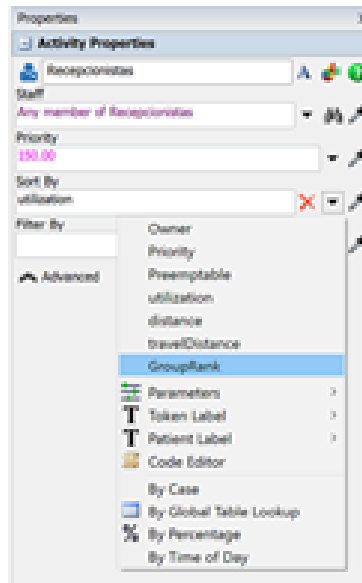 Properties
Activity Properties
Recepcionistas
Staff
Any member of Recepcionistas
Priority
150.00
Sort By
utilization
Filter By
Advanced
Owner
Priority
Preemptable
utilization
distance
travelDistance
GroupRank
Parameters
Token Label
Patient Label
Code Editor
By Case
By Global Table Lookup
By Percentage
By Time of Day